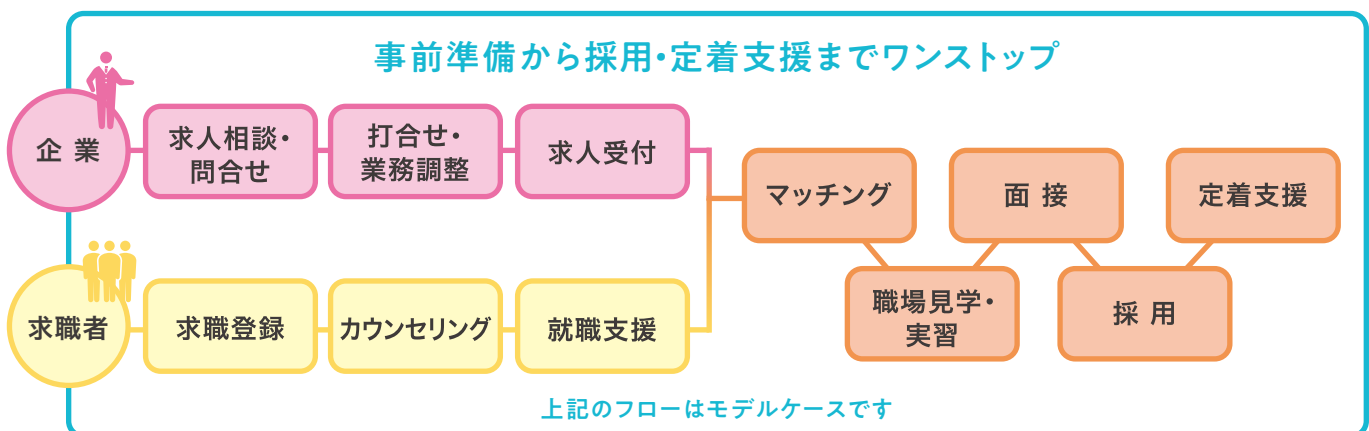 事前準備から採用・定着支援までワンストップ
企業
求人相談・
問合せ
打合せ・
業務調整
求人受付
求職者
求職登録
カウンセリング
就職支援
マッチング
職場見学・
実習
面接
採用
定着支援
上記のフローはモデルケースです